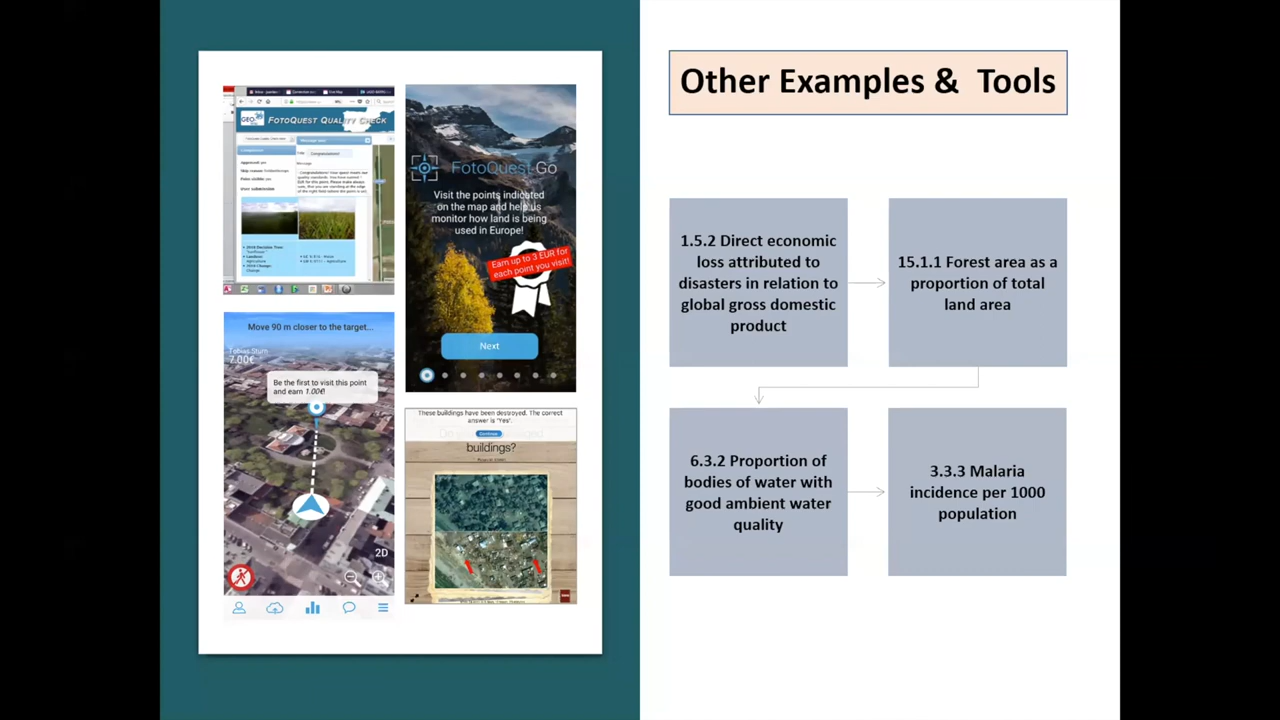 Other Examples & Tools
FotoQuest Quality Check
Congratulations!
FotoQuest Go
Visit the points indicated
on the map and help us
monitor how land is being
used in Europe!
Earn up to 3 EUR for
each point you visit!
Next
Move 90 m closer to the target...
Tobias Sturn
7.00€
Be the first to visit this point
and earn 1.00€!
2D
These buildings have been destroyed. The correct
answer is "Yes".
Continue
buildings?
1.5.2 Direct economic
loss attributed to
disasters in relation to
global gross domestic
product
15.1.1 Forest area as a
proportion of total
land area
6.3.2 Proportion of
bodies of water with
good ambient water
quality
3.3.3 Malaria
incidence per 1000
population